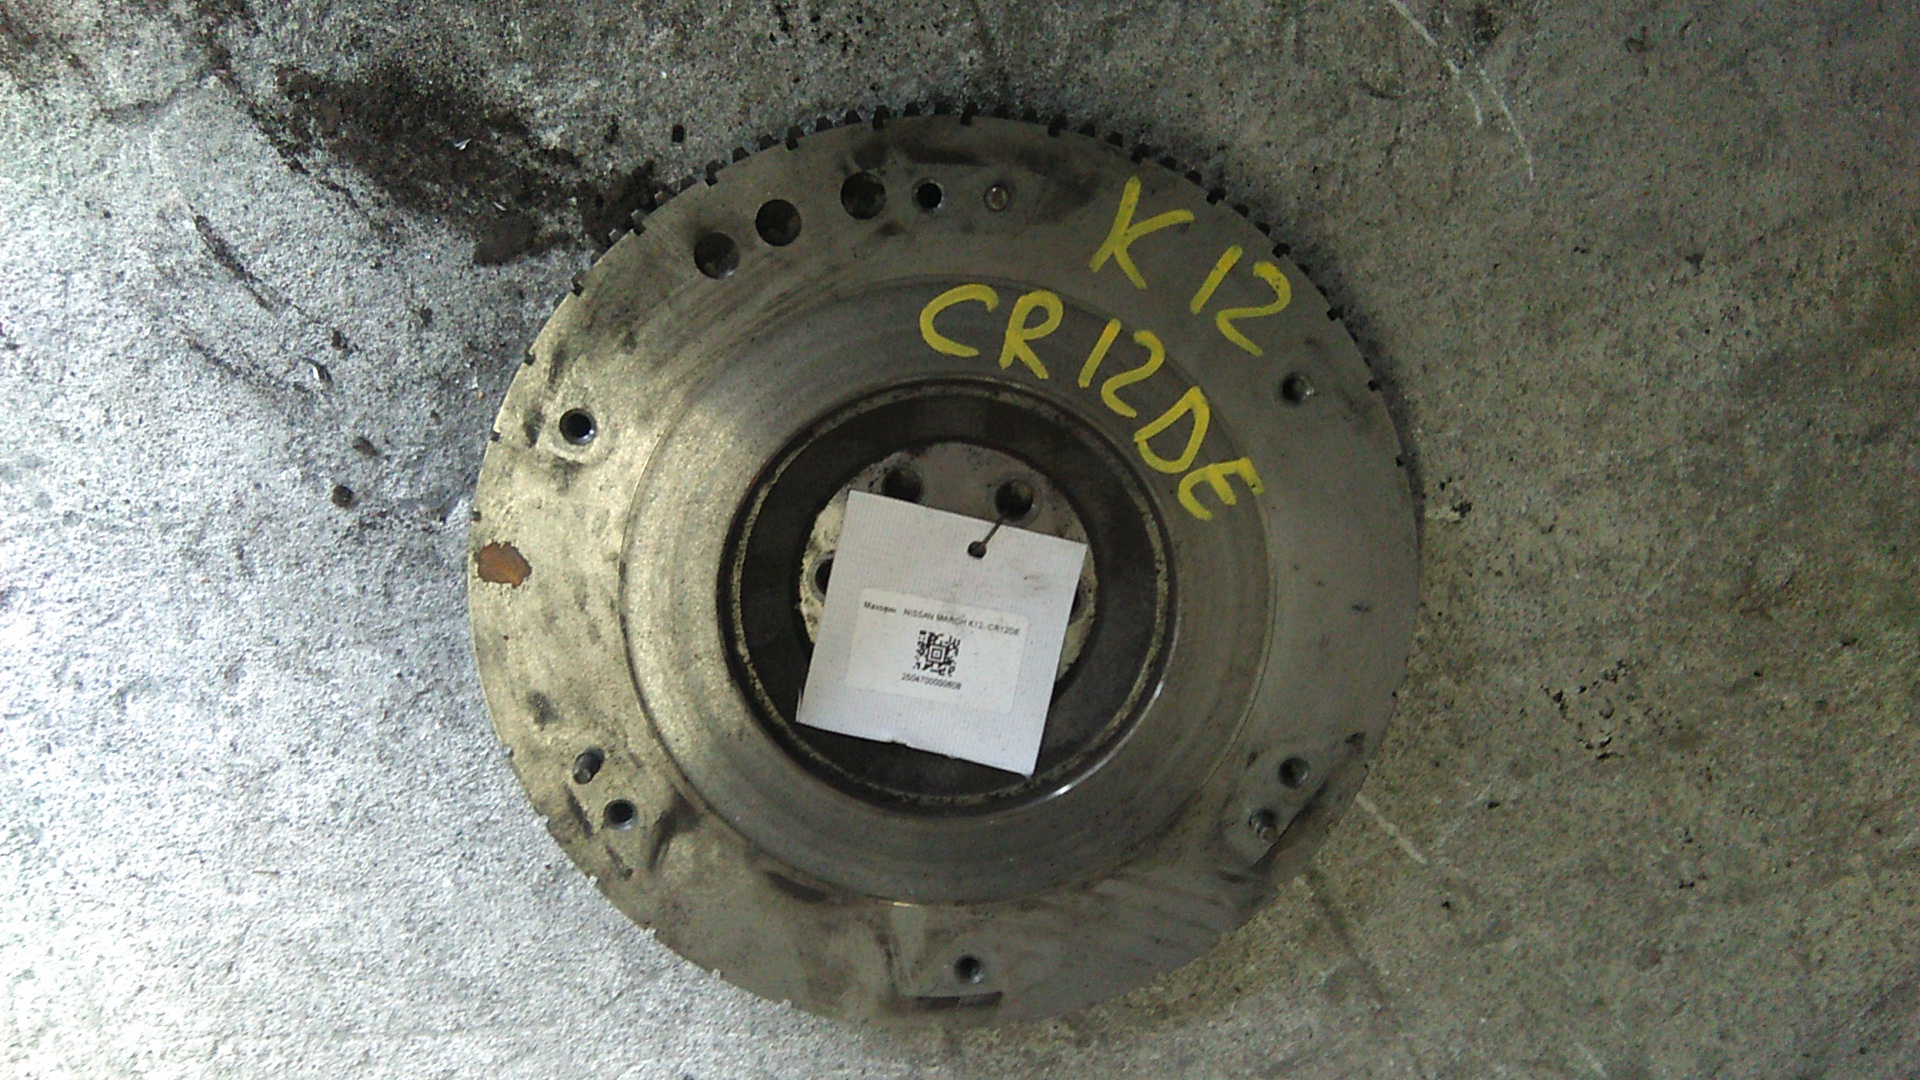 K12
CR12DE
Маховик NISSAN MARCH K12, CR12DE
2504700000808